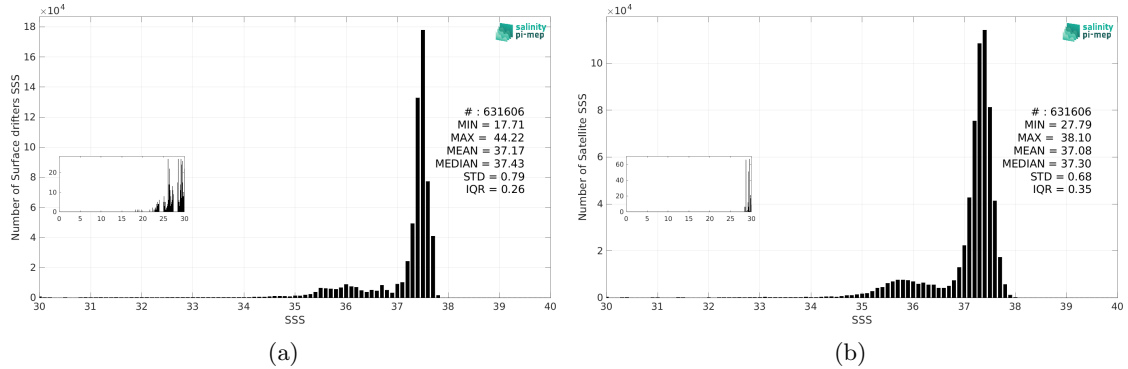 ×10⁴
salinity
pi-mep
18
16
14
12
10
8
6
4
2
0
Number of Surface drifters SSS
# : 631606
MIN = 17.71
MAX = 44.22
MEAN = 37.17
MEDIAN = 37.43
STD = 0.79
IQR = 0.26
20
10
0
0 5 10 15 20 25 30
30 31 32 33 34 35 36 37 38 39 40
SSS
(a)
×10⁴
salinity
pi-mep
10
8
6
4
2
0
Number of Satellite SSS
# : 631606
MIN = 27.79
MAX = 38.10
MEAN = 37.08
MEDIAN = 37.30
STD = 0.68
IQR = 0.35
60
40
20
0
0 5 10 15 20 25 30
30 31 32 33 34 35 36 37 38 39 40
SSS
(b)